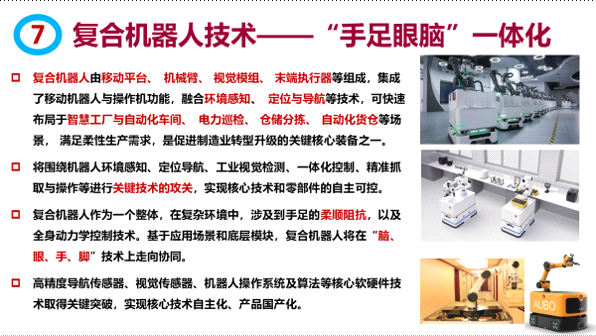 7 复合机器人技术——“手足眼脑”一体化
复合机器人由移动平台、机械臂、视觉模组、末端执行器等组成，集成
了移动机器人与操作机功能，融合环境感知、定位与导航等技术，可快速
布局于智慧工厂与自动化车间、电力巡检、仓储分拣、自动化货仓等场
景，满足柔性生产需求，是促进制造业转型升级的关键核心装备之一。
将围绕机器人环境感知、定位导航、工业视觉检测、一体化控制、精准抓
取与操作等进行关键技术的攻关，实现核心技术和零部件的自主可控。
复合机器人作为一个整体，在复杂环境中，涉及到手足的柔顺阻抗，以及
全身动力学控制技术。基于应用场景和底层模块，复合机器人将在“脑、
眼、手、脚”技术上走向协同。
高精度导航传感器、视觉传感器、机器人操作系统及算法等核心软硬件技
术取得关键突破，实现核心技术自主化、产品国产化。
AUBO